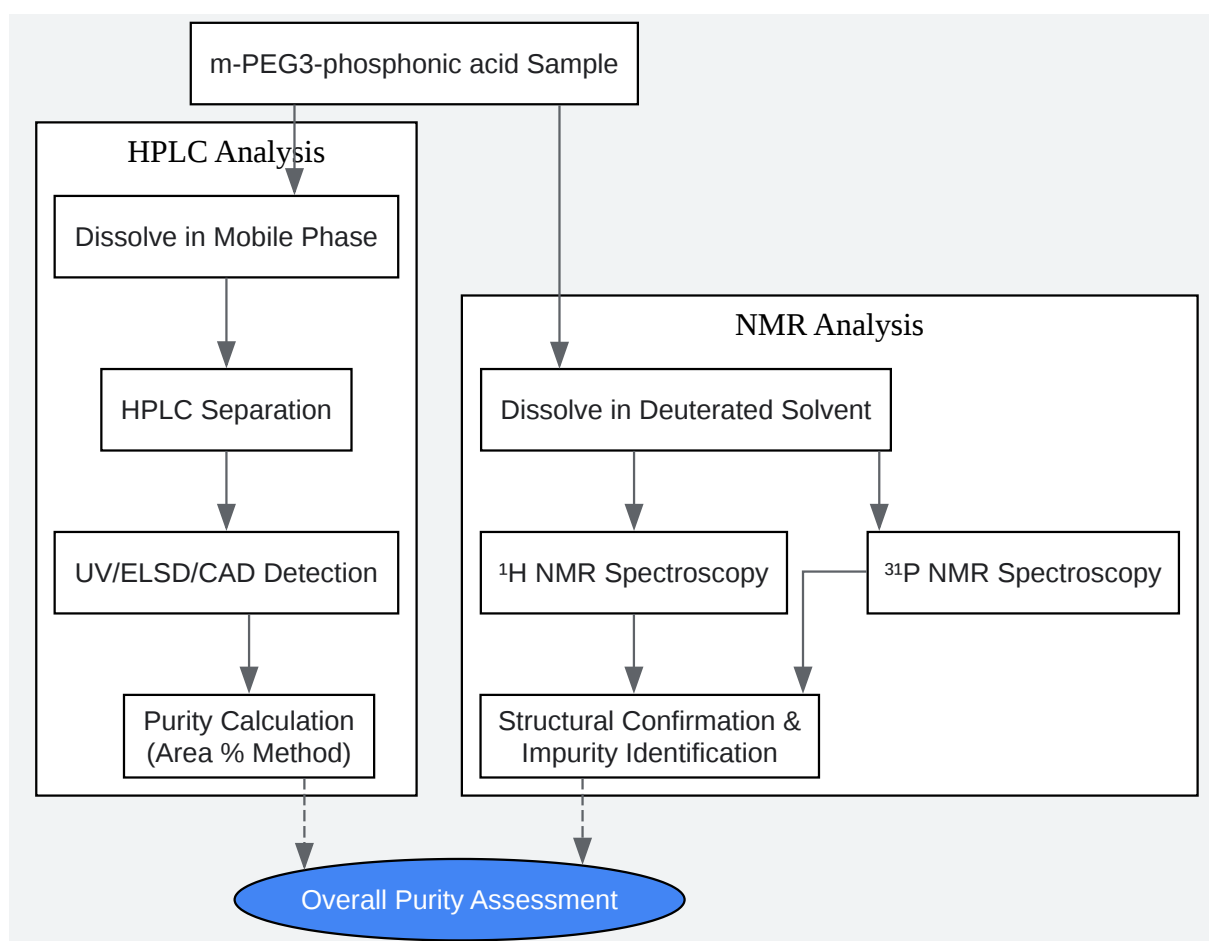 m-PEG3-phosphonic acid Sample
HPLC Analysis
Dissolve in Mobile Phase
HPLC Separation
UV/ELSD/CAD Detection
Purity Calculation
(Area % Method)
NMR Analysis
Dissolve in Deuterated Solvent
¹H NMR Spectroscopy
³¹P NMR Spectroscopy
Structural Confirmation &
Impurity Identification
Overall Purity Assessment